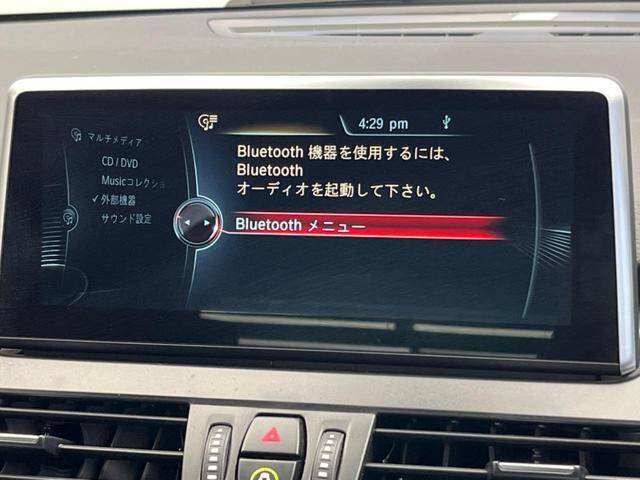 4:29 pm
マルチメディア
CD / DVD
Musicコレクショ
✓外部機器
サウンド設定
Bluetooth 機器を使用するには、
Bluetooth
オーディオを起動して下さい。
Bluetooth メニュー